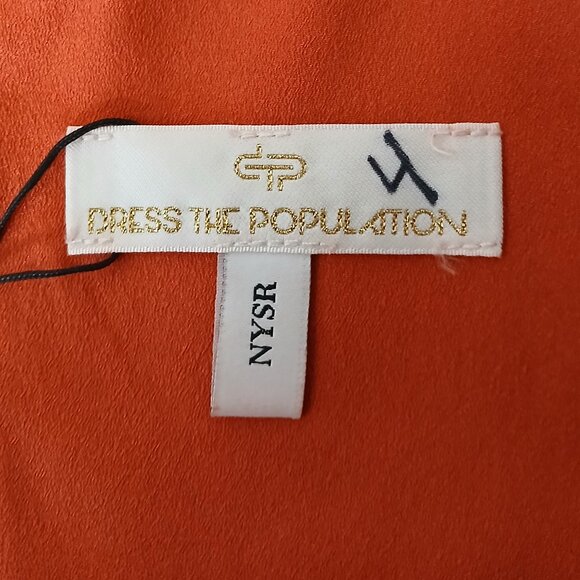 4
DRESS THE POPULATION
NYSR